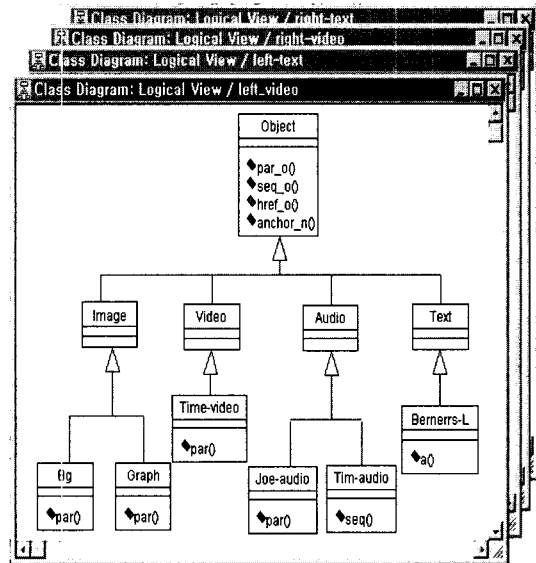 Class Diagram: Logical View / right-text
Class Diagram: Logical View / right-video
Class Diagram: Logical View / left-text
Class Diagram: Logical View / left_video
Object
par_o()
seq_o()
href_o()
anchor_n()
Image Video Audio Text
Time-video
par()
Bernerrs-L
a()
Bg Graph Joe-audio Tim-audio
par() par() par() seq()